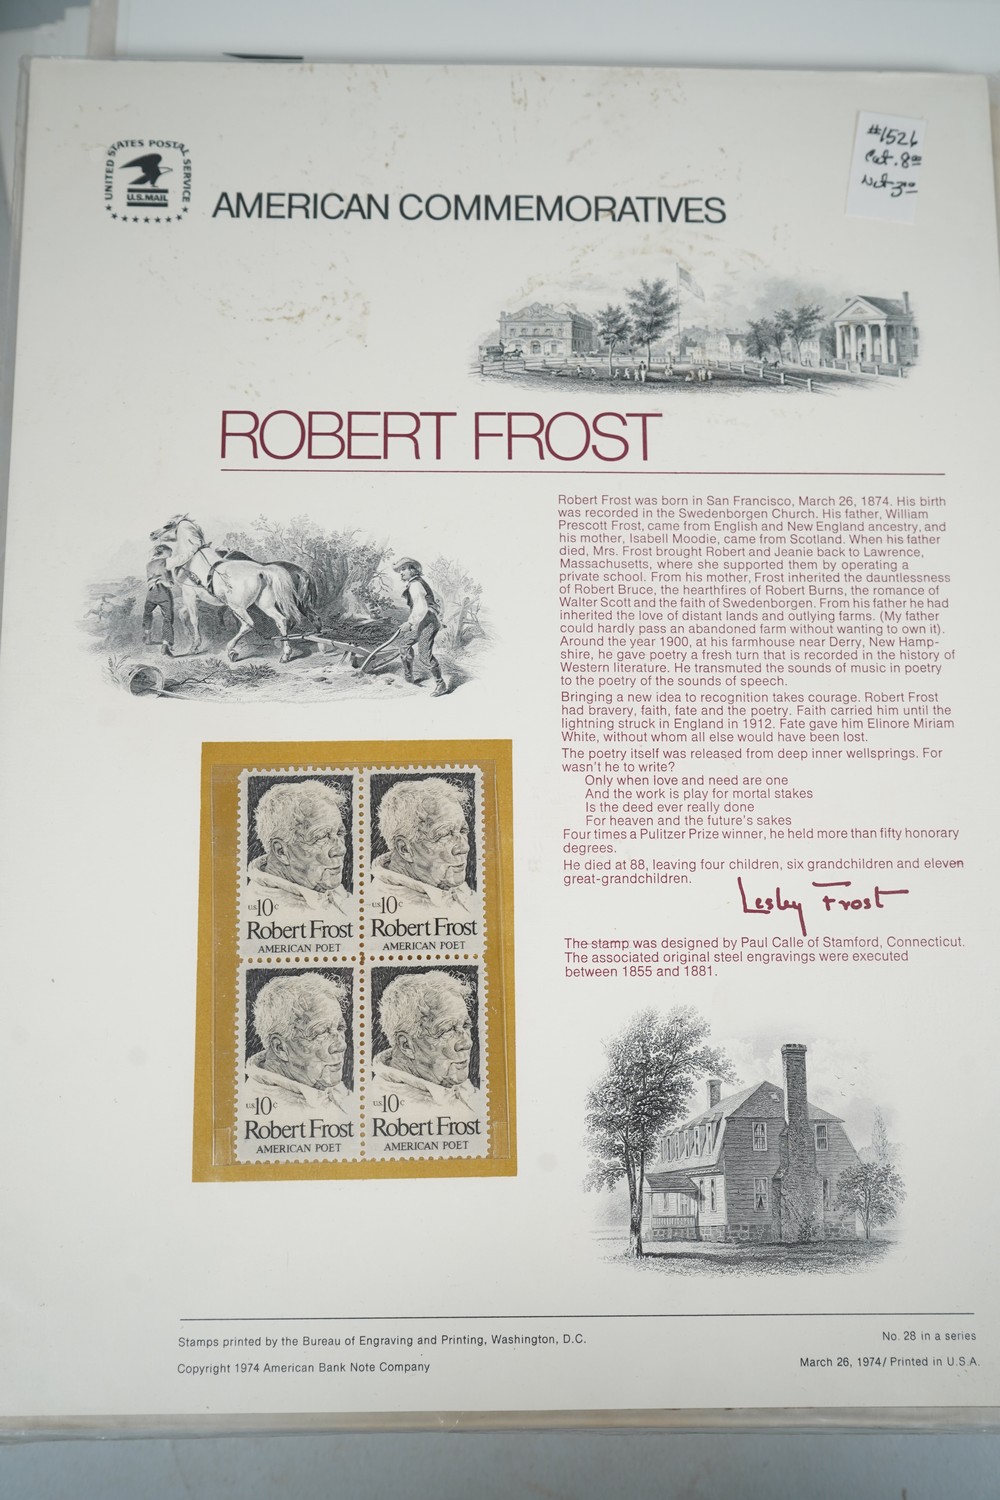 UNITED STATES POSTAL SERVICE
U.S. MAIL
AMERICAN COMMEMORATIVES
#1526
Cat. 8.00
Net 3.00
ROBERT FROST
Robert Frost was born in San Francisco, March 26, 1874. His birth
was recorded in the Swedenborgen Church. His father, William
Prescott Frost, came from English and New England ancestry, and
his mother, Isabell Moodie, came from Scotland. When his father
died, Mrs. Frost brought Robert and Jeanie back to Lawrence,
Massachusetts, where she supported them by operating a
private school. From his mother, Frost inherited the dauntlessness
of Robert Bruce, the hearthfires of Robert Burns, the romance of
Walter Scott and the faith of Swedenborgen. From his father he had
inherited the love of distant lands and outlying farms. (My father
could hardly pass an abandoned farm without wanting to own it).
Around the year 1900, at his farmhouse near Derry, New Hamp-
shire, he gave poetry a fresh turn that is recorded in the history of
Western literature. He transmuted the sounds of music in poetry
to the poetry of the sounds of speech.
Bringing a new idea to recognition takes courage. Robert Frost
had bravery, faith, fate and the poetry. Faith carried him until the
lightning struck in England in 1912. Fate gave him Elinore Miriam
White, without whom all else would have been lost.
The poetry itself was released from deep inner wellsprings. For
wasn't he to write?
Only when love and need are one
And the work is play for mortal stakes
Is the deed ever really done
For heaven and the future's sakes
Four times a Pulitzer Prize winner, he held more than fifty honorary
degrees.
He died at 88, leaving four children, six grandchildren and eleven
great-grandchildren.
Lesley Frost
The stamp was designed by Paul Calle of Stamford, Connecticut.
The associated original steel engravings were executed
between 1855 and 1881.
U.S. 10c
Robert Frost
AMERICAN POET
U.S. 10c
Robert Frost
AMERICAN POET
U.S. 10c
Robert Frost
AMERICAN POET
U.S. 10c
Robert Frost
AMERICAN POET
Stamps printed by the Bureau of Engraving and Printing, Washington, D.C.
Copyright 1974 American Bank Note Company
No. 28 in a series
March 26, 1974/ Printed in U.S.A.